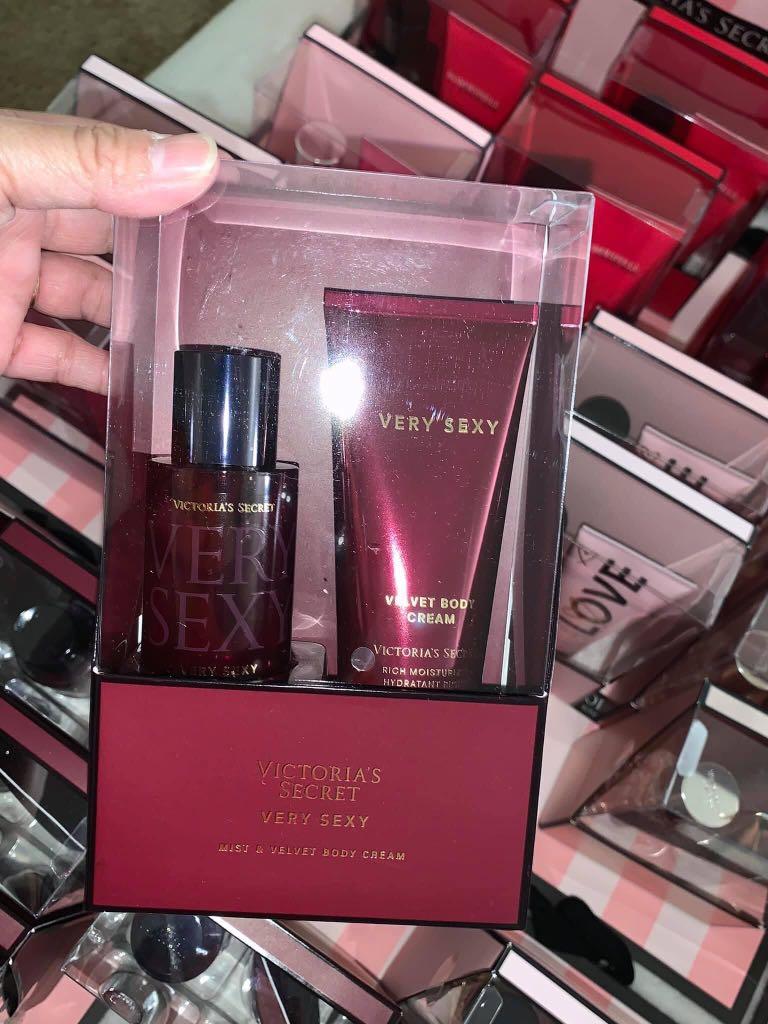 VICTORIA'S SECRET
VERY
SEXY
VERY SEXY
VERY SEXY
VELVET BODY
CREAM
VICTORIA'S SECRET
RICH
HYDRATANT
VICTORIA'S
SECRET
VERY SEXY
MIST & VELVET BODY CREAM
LOVE